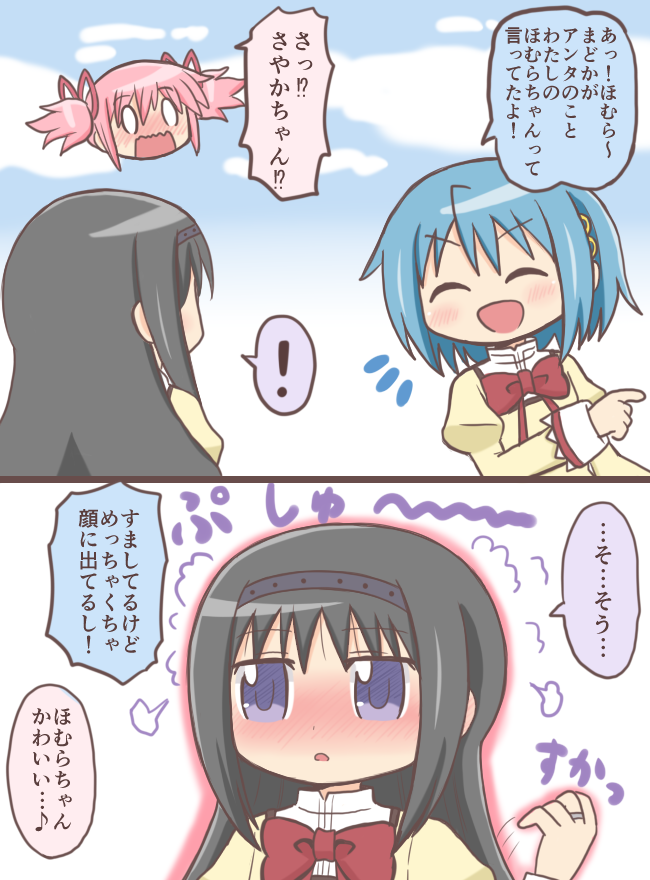 あっ！ほむら～
まどかが
アンタのこと
わたしの
ほむらちゃんって
言ってたよ！
さっ!?
さやかちゃん!?
！
…そ…そう…
ぷしゅ～～～～
すましてるけど
めっちゃくちゃ
顔に出てるし！
すかっ
ほむらちゃん
かわいい…♪